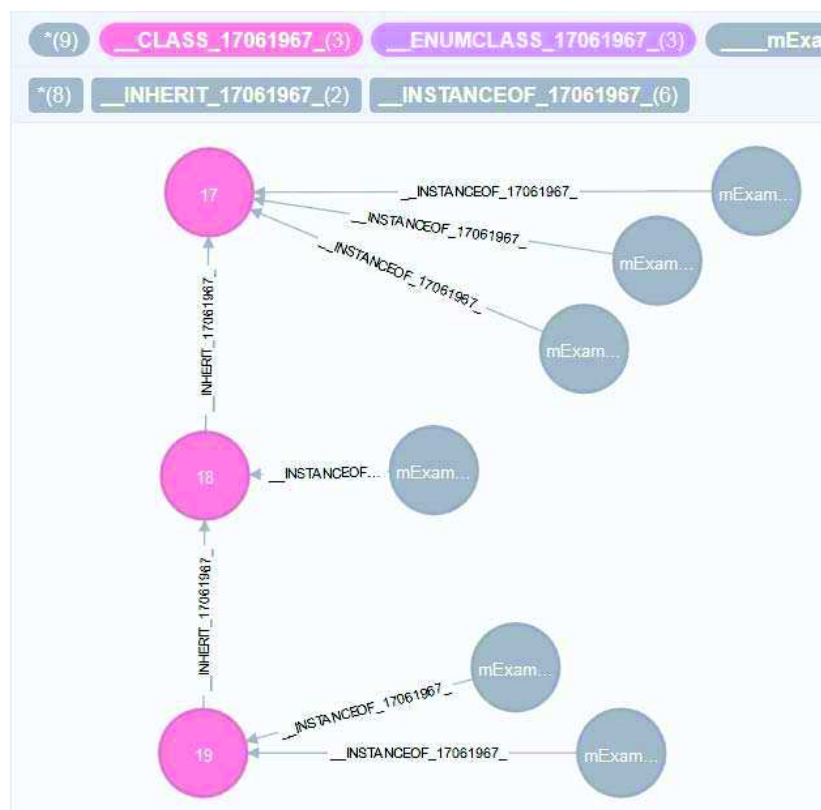 *(9) __CLASS_17061967_(3) __ENUMCLASS_17061967_(3) ____mExa
*(8) __INHERIT_17061967_(2) __INSTANCEOF_17061967_(6)
17 __INSTANCEOF_17061967_ mExam...
__INSTANCEOF_17061967_ mExam...
__INSTANCEOF_17061967_ mExam...
__INHERIT_17061967_
18 __INSTANCEOF... mExam...
__INHERIT_17061967_
__INSTANCEOF_17061967_ mExam...
19 __INSTANCEOF_17061967_ mExam...